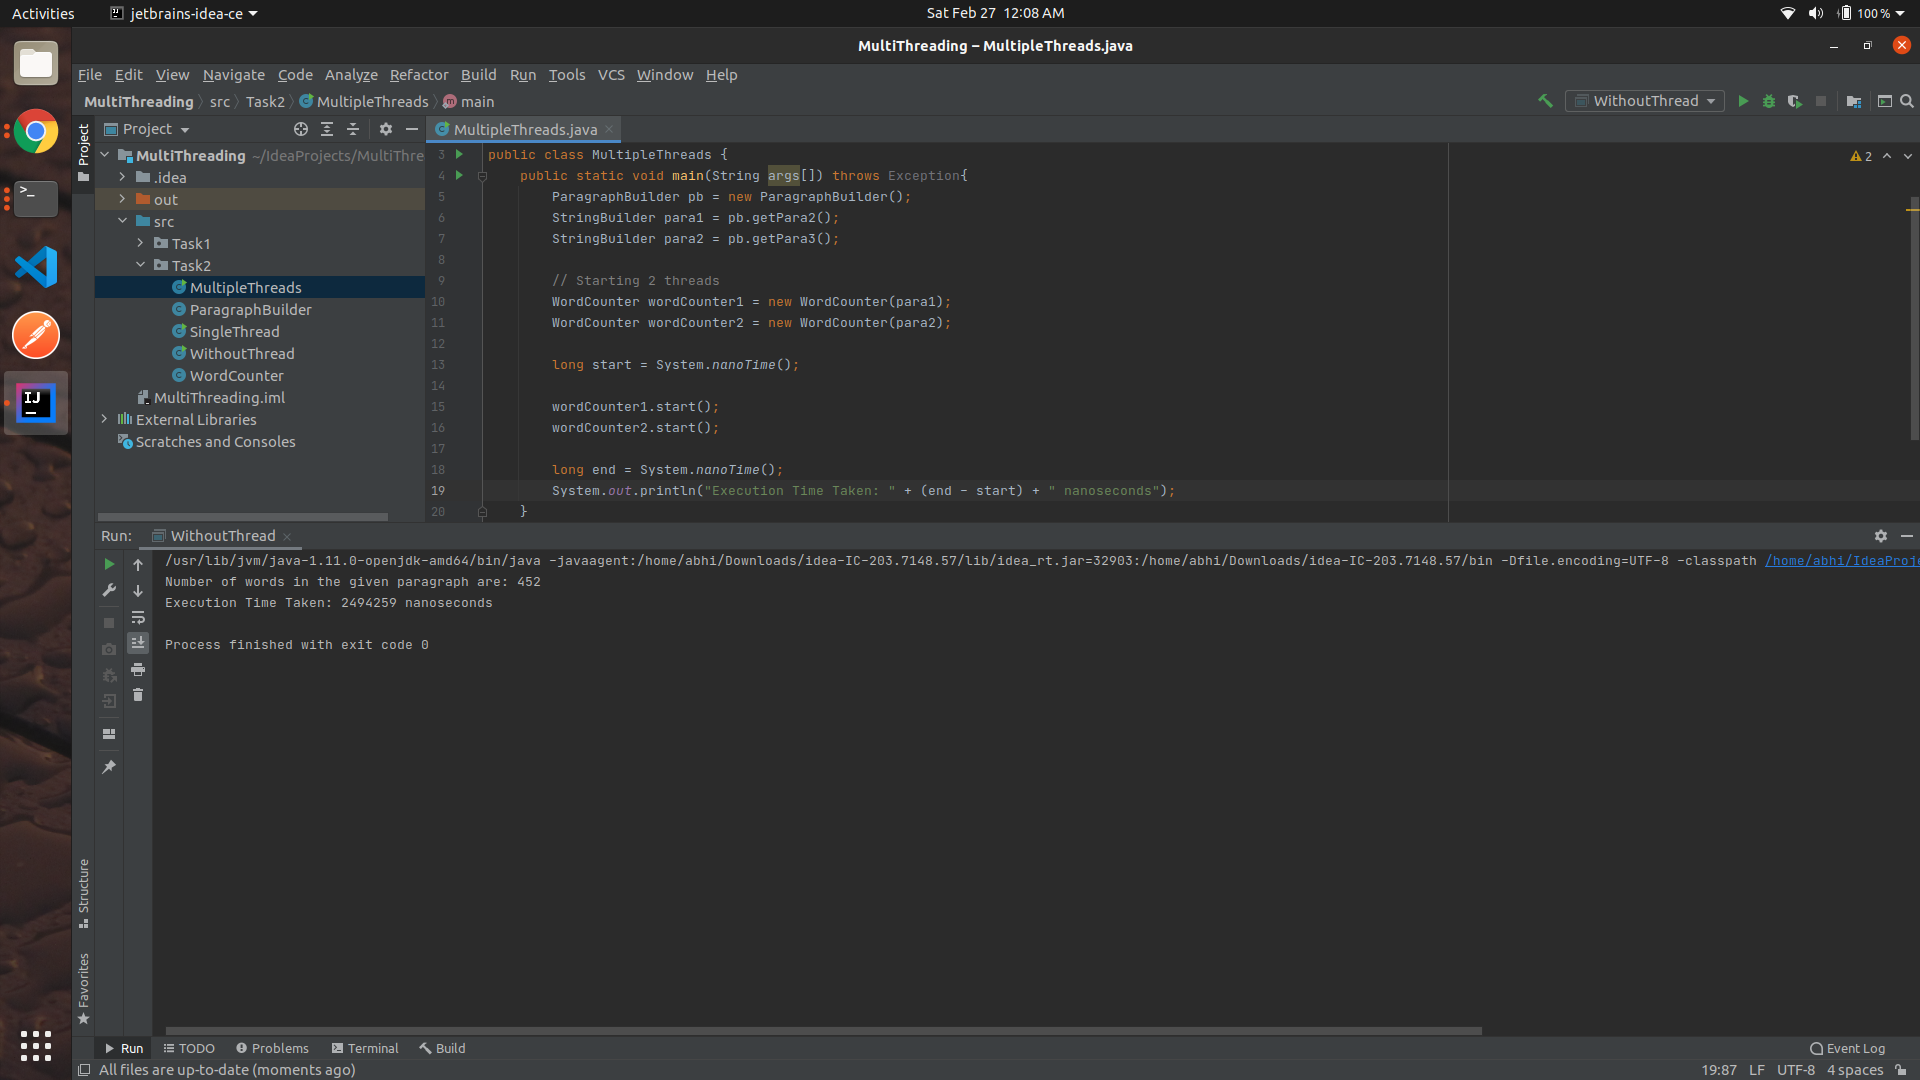 Activities jetbrains-idea-ce Sat Feb 27 12:08 AM 100 %
MultiThreading – MultipleThreads.java
File Edit View Navigate Code Analyze Refactor Build Run Tools VCS Window Help
MultiThreading src Task2 MultipleThreads main WithoutThread
Project
Project
MultipleThreads.java
MultiThreading ~/IdeaProjects/MultiThre
.idea
out
src
Task1
Task2
MultipleThreads
ParagraphBuilder
SingleThread
WithoutThread
WordCounter
MultiThreading.iml
External Libraries
Scratches and Consoles
2
3 public class MultipleThreads {
4 public static void main(String args[]) throws Exception{
5 ParagraphBuilder pb = new ParagraphBuilder();
6 StringBuilder para1 = pb.getPara2();
7 StringBuilder para2 = pb.getPara3();
8
9 // Starting 2 threads
10 WordCounter wordCounter1 = new WordCounter(para1);
11 WordCounter wordCounter2 = new WordCounter(para2);
12
13 long start = System.nanoTime();
14
15 wordCounter1.start();
16 wordCounter2.start();
17
18 long end = System.nanoTime();
19 System.out.println("Execution Time Taken: " + (end - start) + " nanoseconds");
20 }
Run: WithoutThread
/usr/lib/jvm/java-1.11.0-openjdk-amd64/bin/java -javaagent:/home/abhi/Downloads/idea-IC-203.7148.57/lib/idea_rt.jar=32903:/home/abhi/Downloads/idea-IC-203.7148.57/bin -Dfile.encoding=UTF-8 -classpath /home/abhi/IdeaProje
Number of words in the given paragraph are: 452
Execution Time Taken: 2494259 nanoseconds
Process finished with exit code 0
Structure
Favorites
Run TODO Problems Terminal Build Event Log
All files are up-to-date (moments ago) 19:87 LF UTF-8 4 spaces